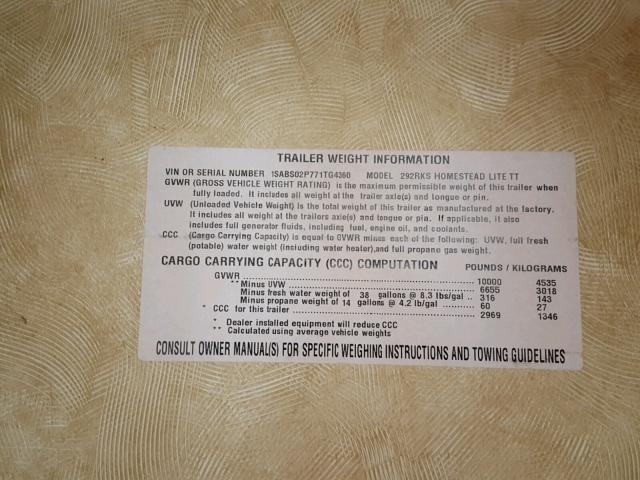 TRAILER WEIGHT INFORMATION
VIN OR SERIAL NUMBER 1SABS02P771TG4360 MODEL 292RKS HOMESTEAD LITE TT
GVWR (GROSS VEHICLE WEIGHT RATING) is the maximum permissible weight of this trailer when
fully loaded. It includes all weight at the trailer axle(s) and tongue or pin.
UVW (Unloaded Vehicle Weight) is the total weight of this trailer as manufactured at the factory.
It includes all weight at the trailers axle(s) and tongue or pin. If applicable, it also
includes full generator fluids, including fuel, engine oil, and coolants.
CCC (Cargo Carrying Capacity) is equal to GVWR minus each of the following: UVW, full fresh
(potable) water weight (including water heater),and full propane gas weight.
CARGO CARRYING CAPACITY (CCC) COMPUTATION POUNDS / KILOGRAMS
GVWR ........ 10000 4535
**Minus UVW ........ 6655 3018
Minus fresh water weight of 38 gallons @ 8.3 lbs/gal .. 316 143
Minus propane weight of 14 gallons @ 4.2 lb/gal ........ 60 27
* CCC for this trailer ........ 2969 1346
* Dealer installed equipment will reduce CCC
** Calculated using average vehicle weights
CONSULT OWNER MANUAL(S) FOR SPECIFIC WEIGHING INSTRUCTIONS AND TOWING GUIDELINES